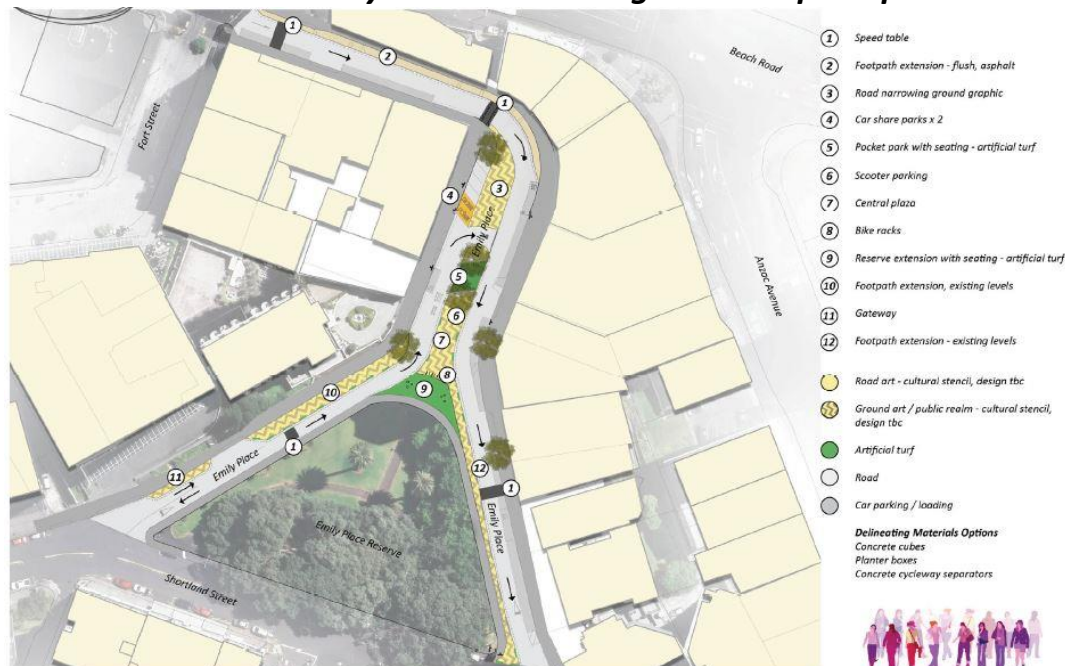 1
Speed table
2
Footpath extension - flush, asphalt
3
Road narrowing ground graphic
4
Car share parks x 2
5
Pocket park with seating - artificial turf
6
Scooter parking
7
Central plaza
8
Bike racks
9
Reserve extension with seating - artificial turf
10
Footpath extension, existing levels
11
Gateway
12
Footpath extension - existing levels
Road art - cultural stencil, design tbc
Ground art / public realm - cultural stencil,
design tbc
Artificial turf
Road
Car parking / loading
Delineating Materials Options
Concrete cubes
Planter boxes
Concrete cycleway separators
Beach Road
Fort Street
Anzac Avenue
Emily Place
Emily Place
Emily Place
Emily Place Reserve
Shortland Street
1
2
1
3
4
5
6
7
8
9
10
1
11
12
1